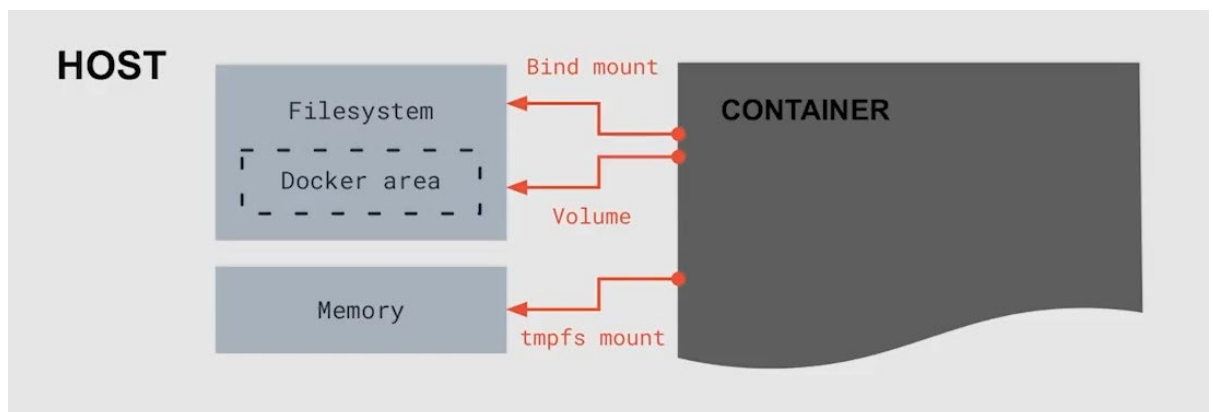 HOST
Bind mount
Filesystem
CONTAINER
Docker area
Volume
Memory
tmpfs mount